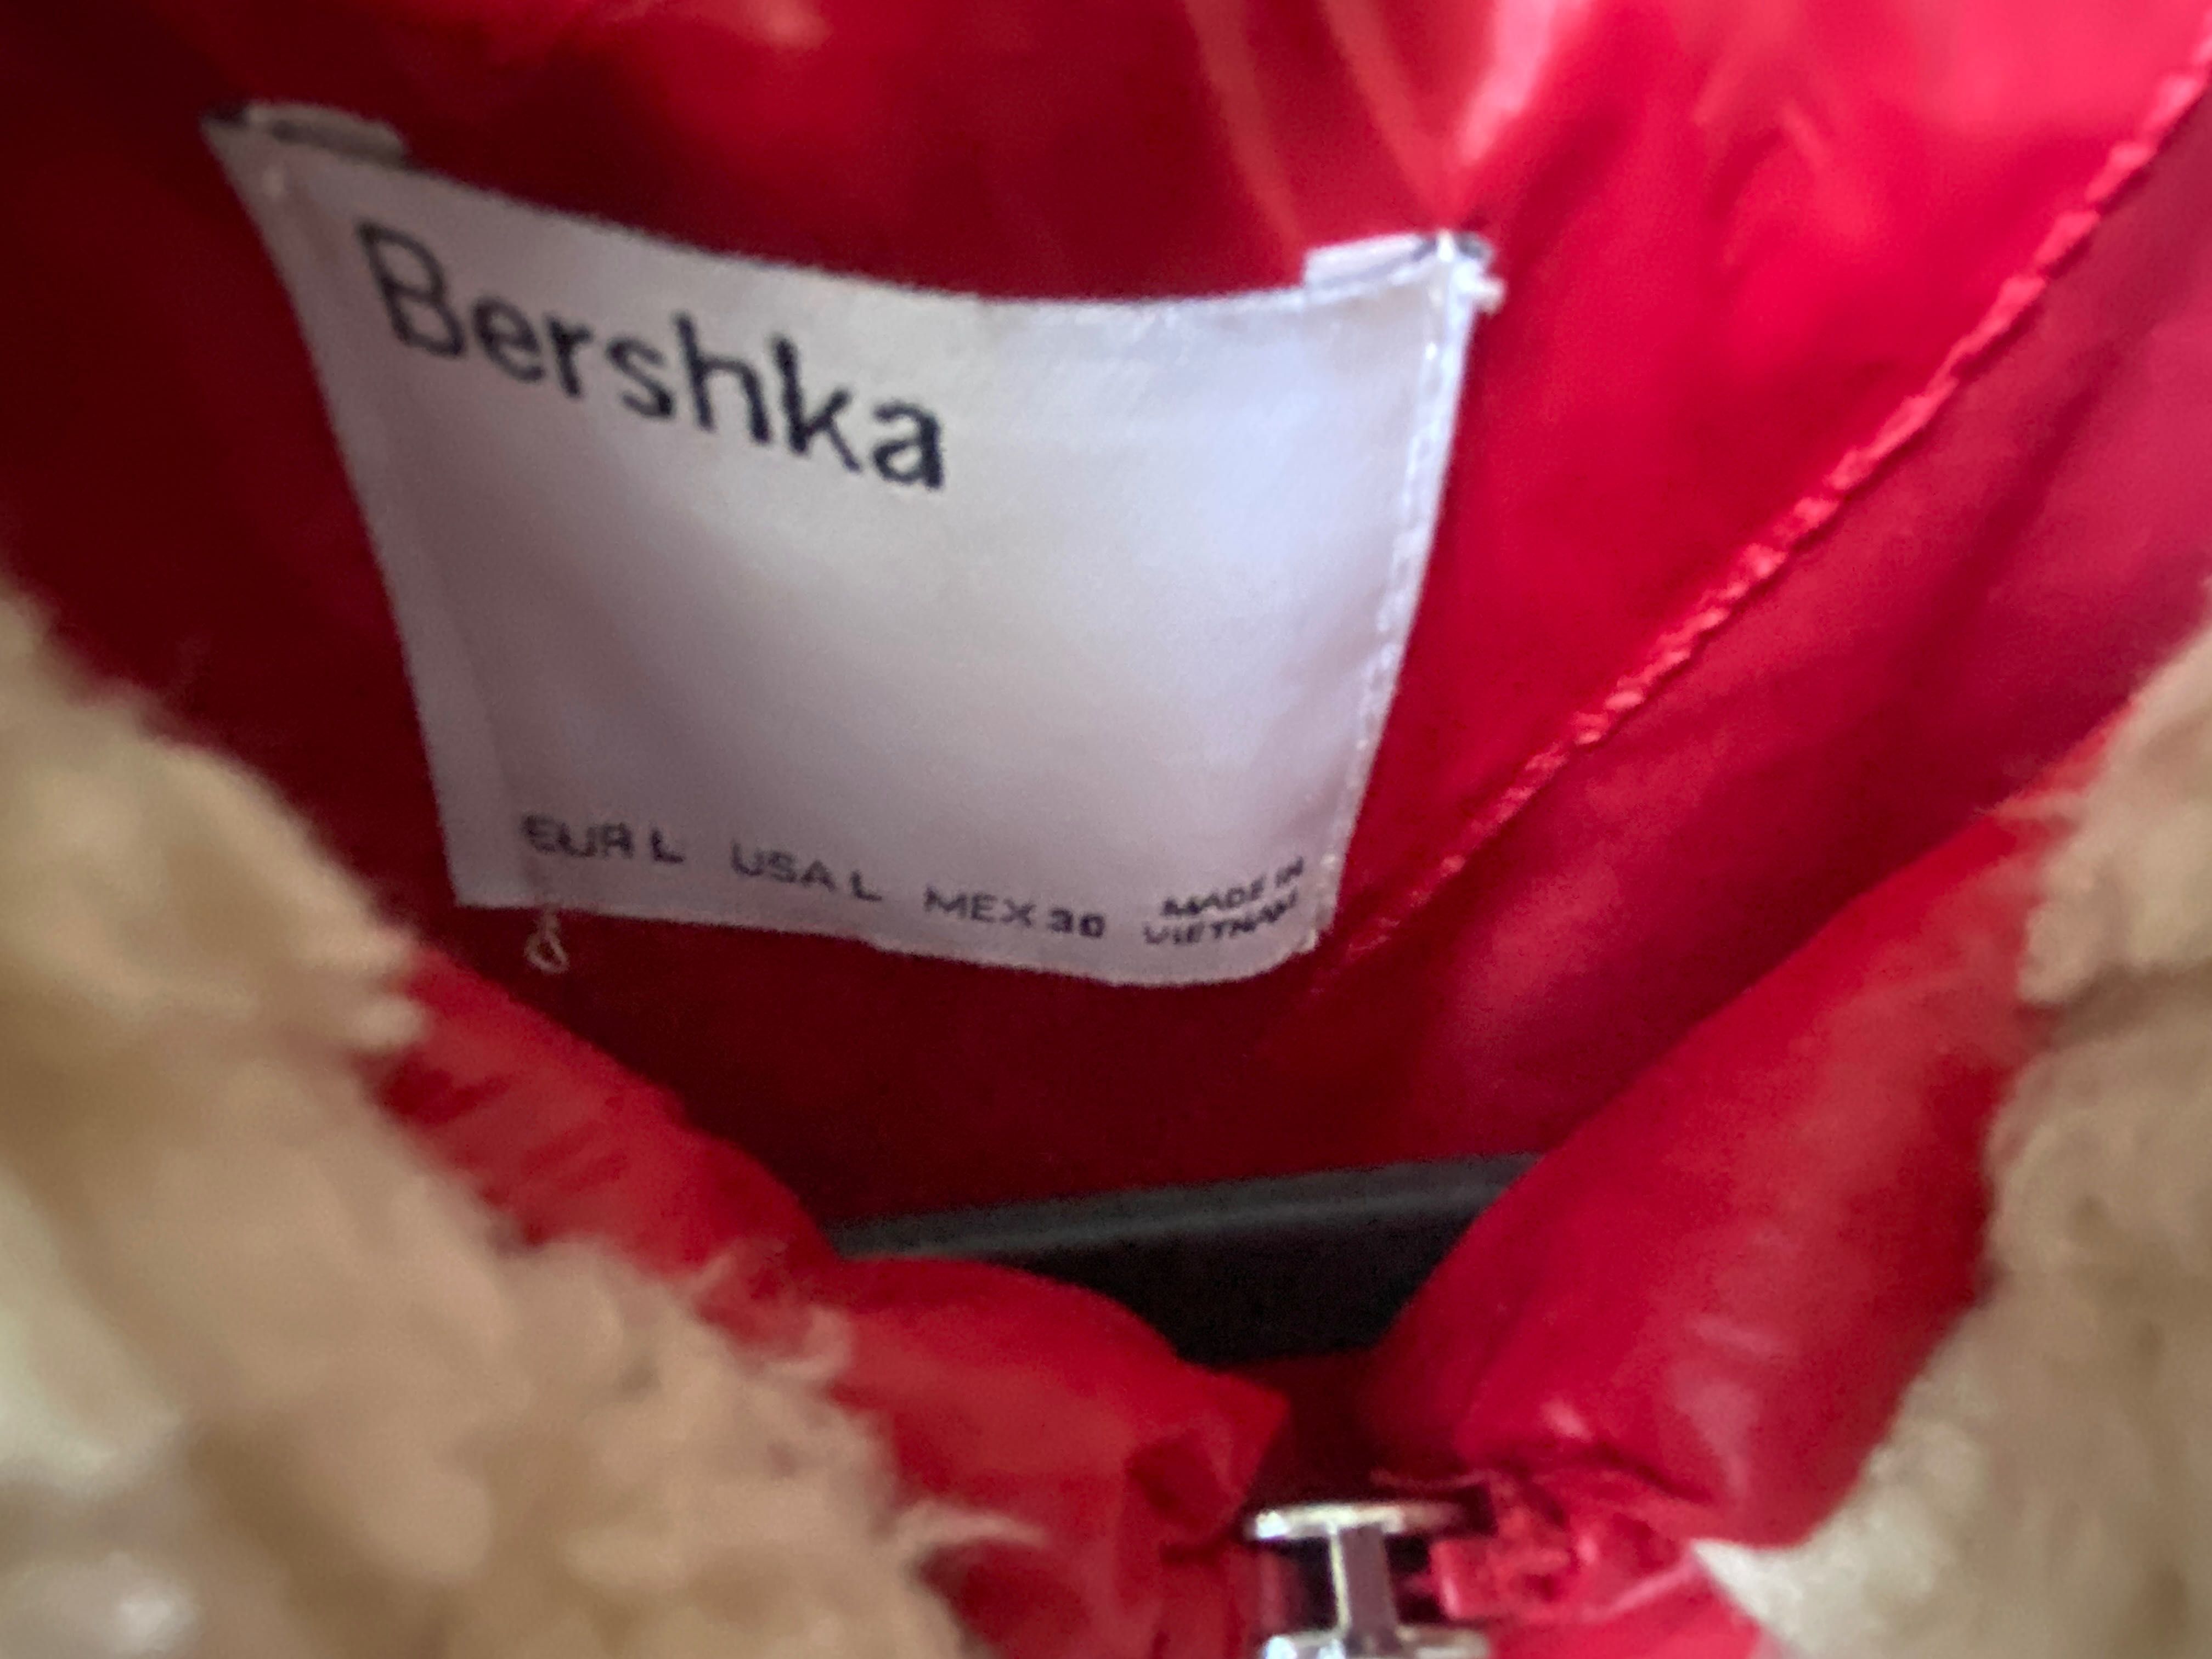 Bershka
EUR L USA L MEX 30 MADE IN
VIETNAM